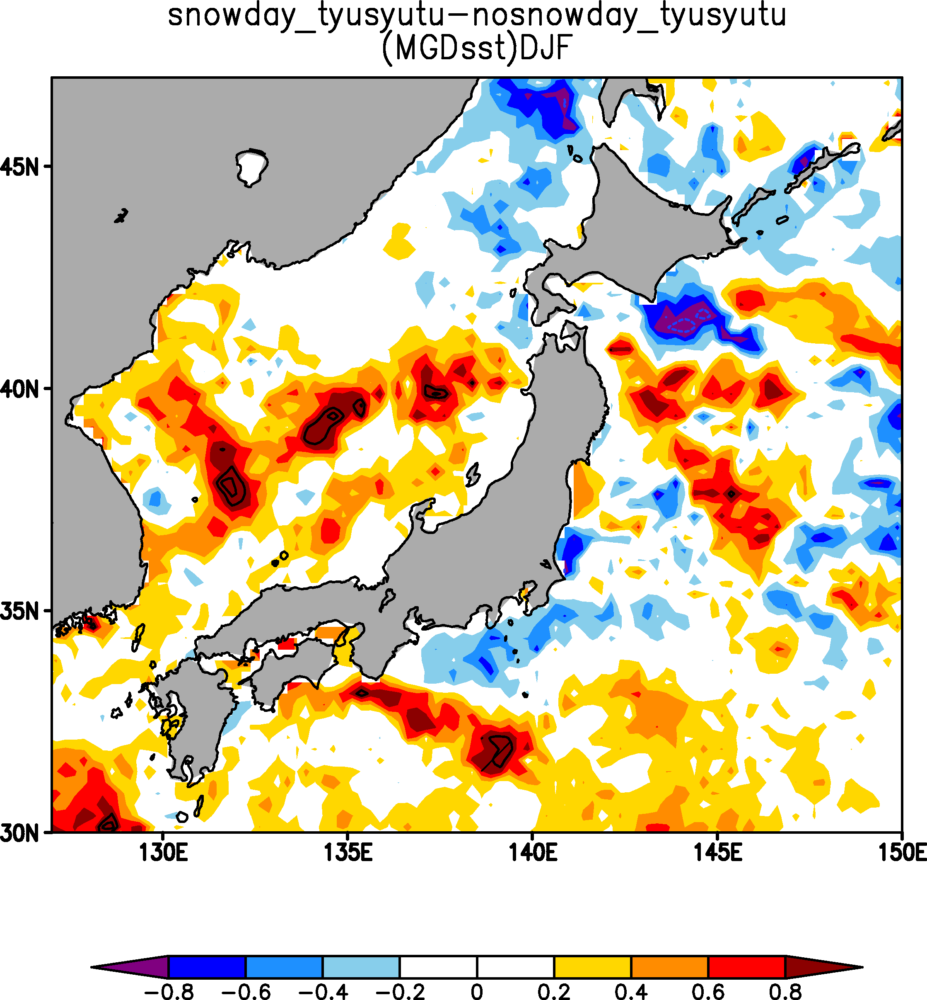 snowday_tyusyutu-nosnowday_tyusyutu
(MGDsst)DJF
45N
40N
35N
30N
130E 135E 140E 145E 150E
-0.8 -0.6 -0.4 -0.2 0 0.2 0.4 0.6 0.8